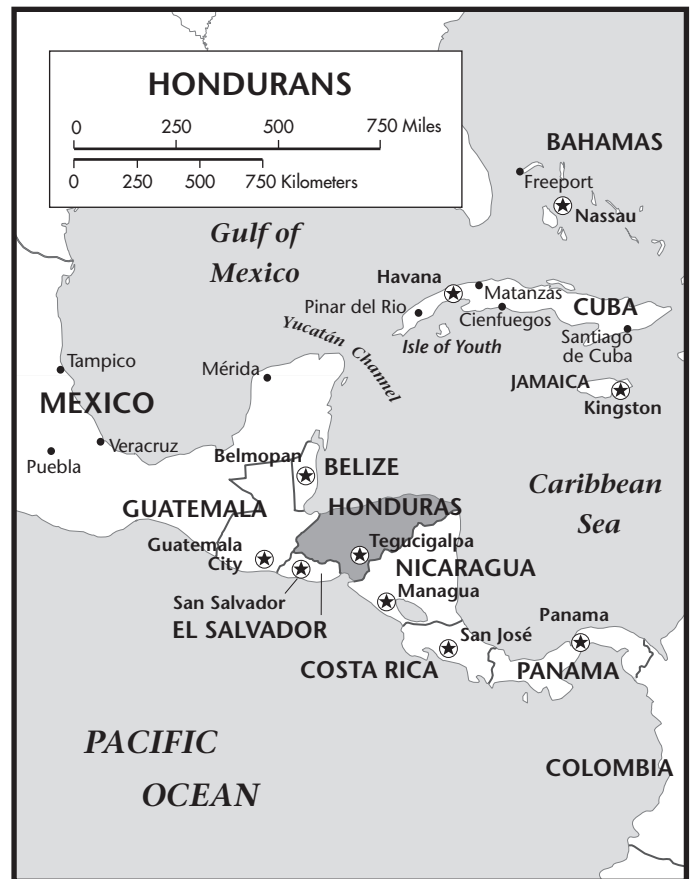 HONDURANS
0 250 500 750 Miles
0 250 500 750 Kilometers
BAHAMAS
Freeport
Nassau
Gulf of
Mexico
Havana
Matanzas
Pinar del Rio
Cienfuegos
CUBA
Isle of Youth
Santiago
de Cuba
Yucatán Channel
Tampico
Mérida
JAMAICA
Kingston
MEXICO
Veracruz
Puebla
Belmopan
BELIZE
Caribbean
Sea
GUATEMALA
HONDURAS
Guatemala
City
Tegucigalpa
NICARAGUA
Managua
San Salvador
EL SALVADOR
San José
Panama
COSTA RICA
PANAMA
PACIFIC
OCEAN
COLOMBIA